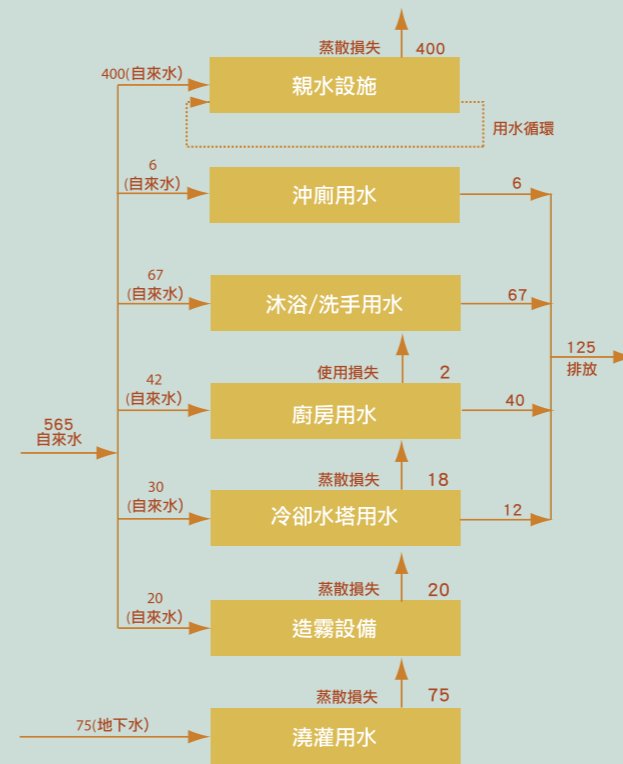 蒸散損失 400
400(自來水)
親水設施
用水循環
6
(自來水)
沖廁用水
6
67
(自來水)
沐浴/洗手用水
67
125
排放
使用損失 2
42
(自來水)
廚房用水
40
565
自來水
蒸散損失 18
30
(自來水)
冷卻水塔用水
12
蒸散損失 20
20
(自來水)
造霧設備
蒸散損失 75
75(地下水)
澆灌用水